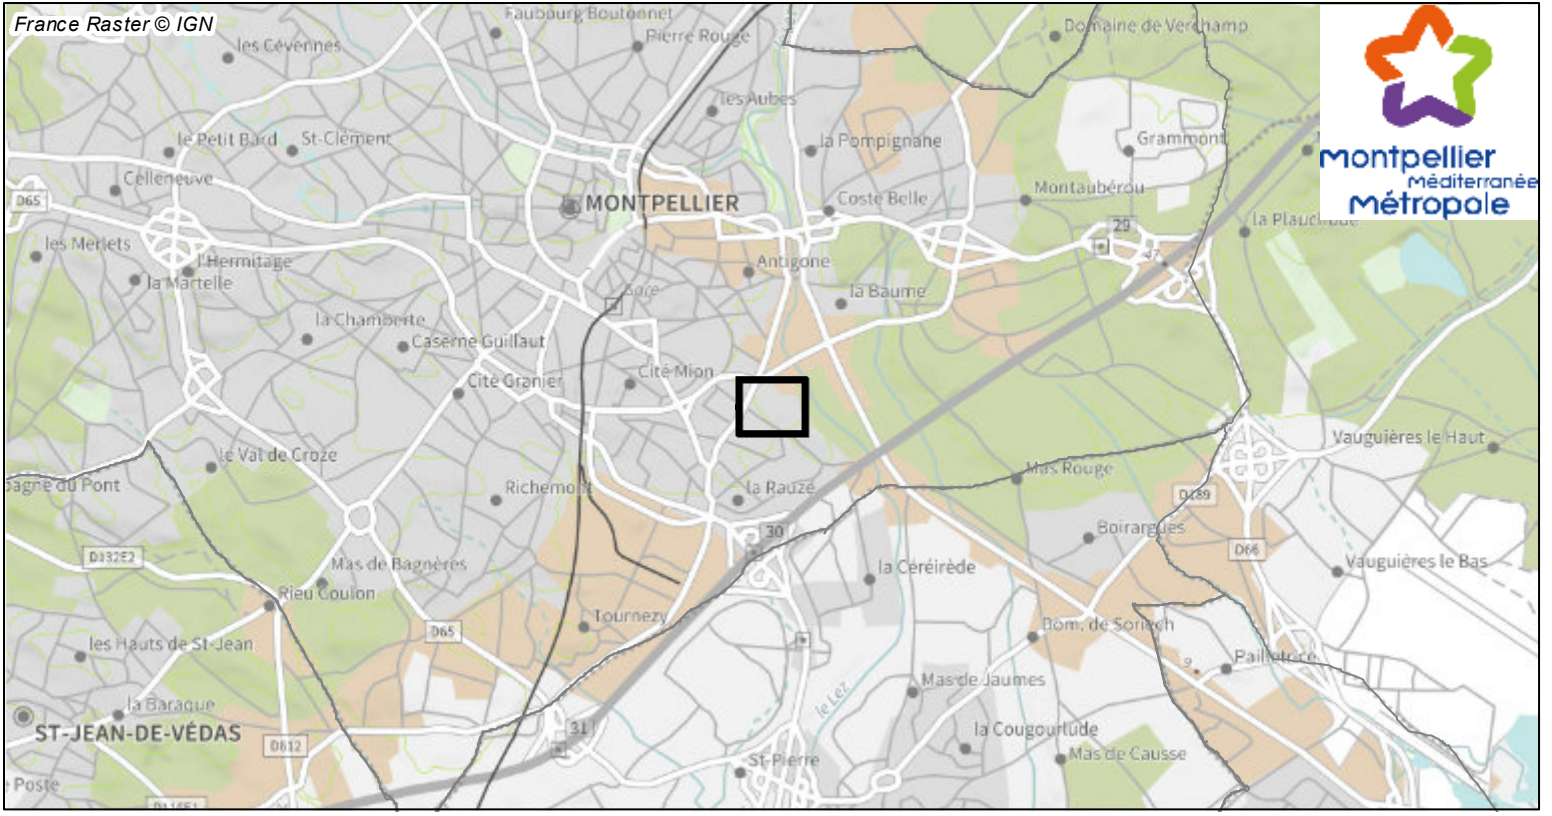 France Raster © IGN
Faubourg Boutonnet
Pierre Rouge
les Cévennes
Domaine de Verchamp
les Aubes
le Petit Bard
St-Clément
la Pompignane
Grammont
montpellier
méditerranée
métropole
Celleneuve
D65
MONTPELLIER
Coste Belle
Montaubérou
29
la Plauchude
les Merlets
l'Hermitage
Antigone
47
la Martelle
Gare
la Baume
la Chamberte
Caserne Guillaut
Cité Granier
Cité Mion
Vauguières le Haut
le Val de Croze
pagne du Pont
Richemont
la Rauze
Mas Rouge
D189
30
Boirargues
D132E2
Mas de Bagnères
D66
Vauguières le Bas
la Céreirède
Rieu Coulon
D65
Tournezy
Dom. de Soriech
les Hauts de St-Jean
9
Mas de Jaumes
le Lez
la Baraque
ST-JEAN-DE-VÉDAS
31
la Cougourlude
D612
St-Pierre
Mas de Causse
e Poste